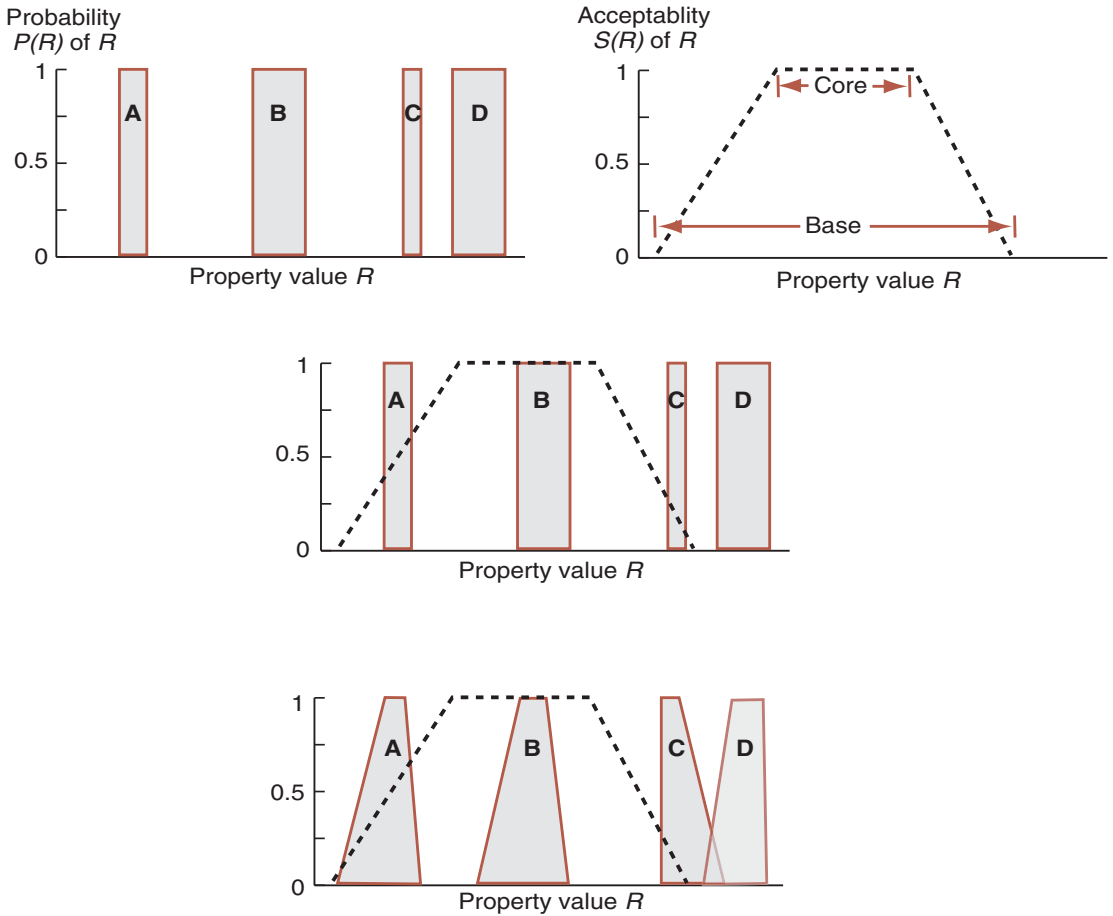 Probability
P(R) of R
1
0.5
0
A
B
C
D
Property value R
Acceptablity
S(R) of R
1
0.5
0
Core
Base
Property value R
1
0.5
0
A
B
C
D
Property value R
1
0.5
0
A
B
C
D
Property value R